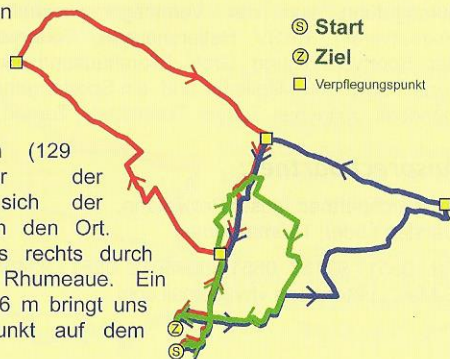 n
n (129
r der
sich der
n den Ort.
s rechts durch
Rhumeaue. Ein
6 m bringt uns
unkt auf dem
S Start
Z Ziel
Verpflegungspunkt
Z
S